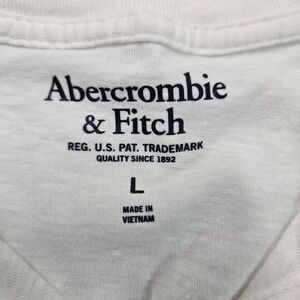 Abercrombie
& Fitch
REG. U.S. PAT. TRADEMARK
QUALITY SINCE 1892
L
MADE IN
VIETNAM